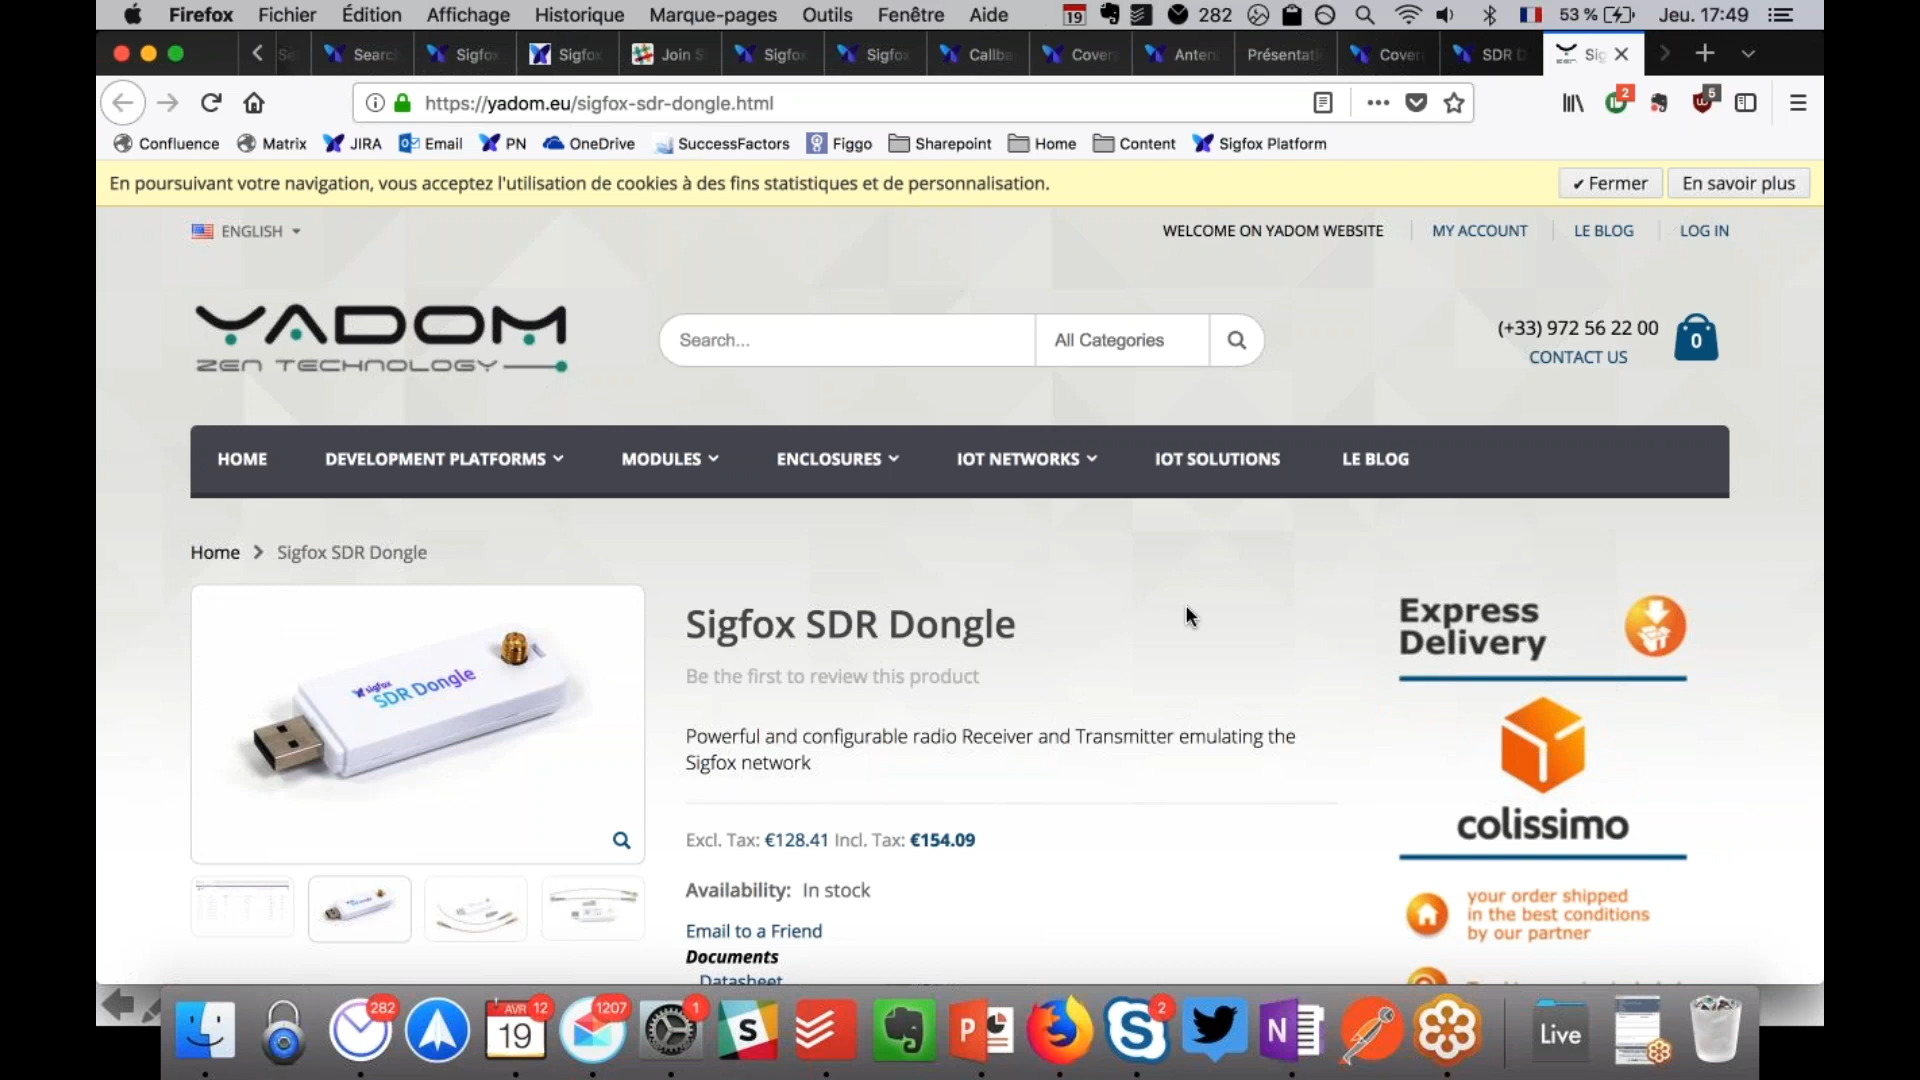 Firefox Fichier Édition Affichage Historique Marque-pages Outils Fenêtre Aide 19 282 53 % Jeu. 17:49
Searc Sigfo Sigfo Join S Sigfo Sigfo Callba Cover Anten Présentati Cover SDR D Sig
https://yadom.eu/sigfox-sdr-dongle.html 2 5
Confluence Matrix JIRA Email PN OneDrive SuccessFactors Figgo Sharepoint Home Content Sigfox Platform
En poursuivant votre navigation, vous acceptez l'utilisation de cookies à des fins statistiques et de personnalisation. ✔ Fermer En savoir plus
ENGLISH WELCOME ON YADOM WEBSITE MY ACCOUNT LE BLOG LOG IN
YADOM
ZEN TECHNOLOGY
Search... All Categories
(+33) 972 56 22 00
CONTACT US
0
HOME DEVELOPMENT PLATFORMS MODULES ENCLOSURES IOT NETWORKS IOT SOLUTIONS LE BLOG
Home Sigfox SDR Dongle
sigfox
SDR Dongle
Sigfox SDR Dongle
Be the first to review this product
Powerful and configurable radio Receiver and Transmitter emulating the
Sigfox network
Excl. Tax: €128.41 Incl. Tax: €154.09
Availability: In stock
Email to a Friend
Documents
Datasheet
Express
Delivery
colissimo
your order shipped
in the best conditions
by our partner
282 AVR 12 19 1207 1 S P 2 N Live